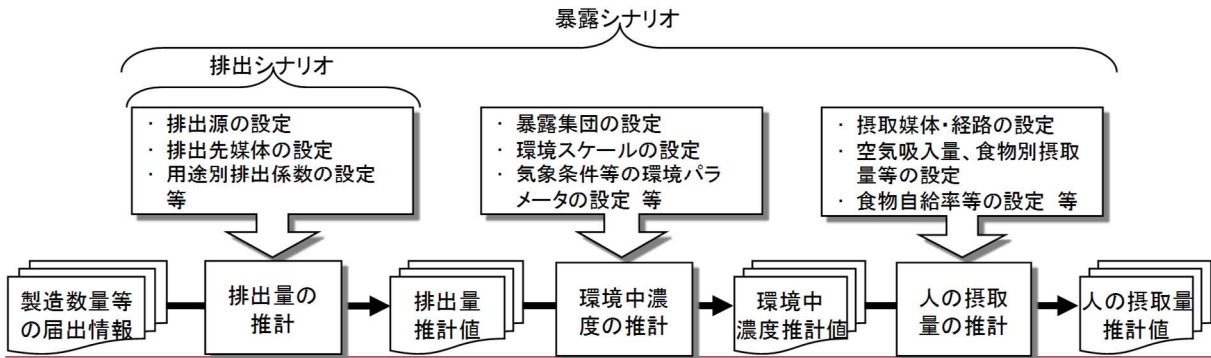 暴露シナリオ
排出シナリオ
・ 排出源の設定
・ 排出先媒体の設定
・ 用途別排出係数の設定
等
・ 暴露集団の設定
・ 環境スケールの設定
・ 気象条件等の環境パラ
メータの設定 等
・ 摂取媒体・経路の設定
・ 空気吸入量、食物別摂取
量等の設定
・ 食物自給率等の設定 等
製造数量等
の届出情報
排出量の
推計
排出量
推計値
環境中濃
度の推計
環境中
濃度推計値
人の摂取
量の推計
人の摂取量
推計値